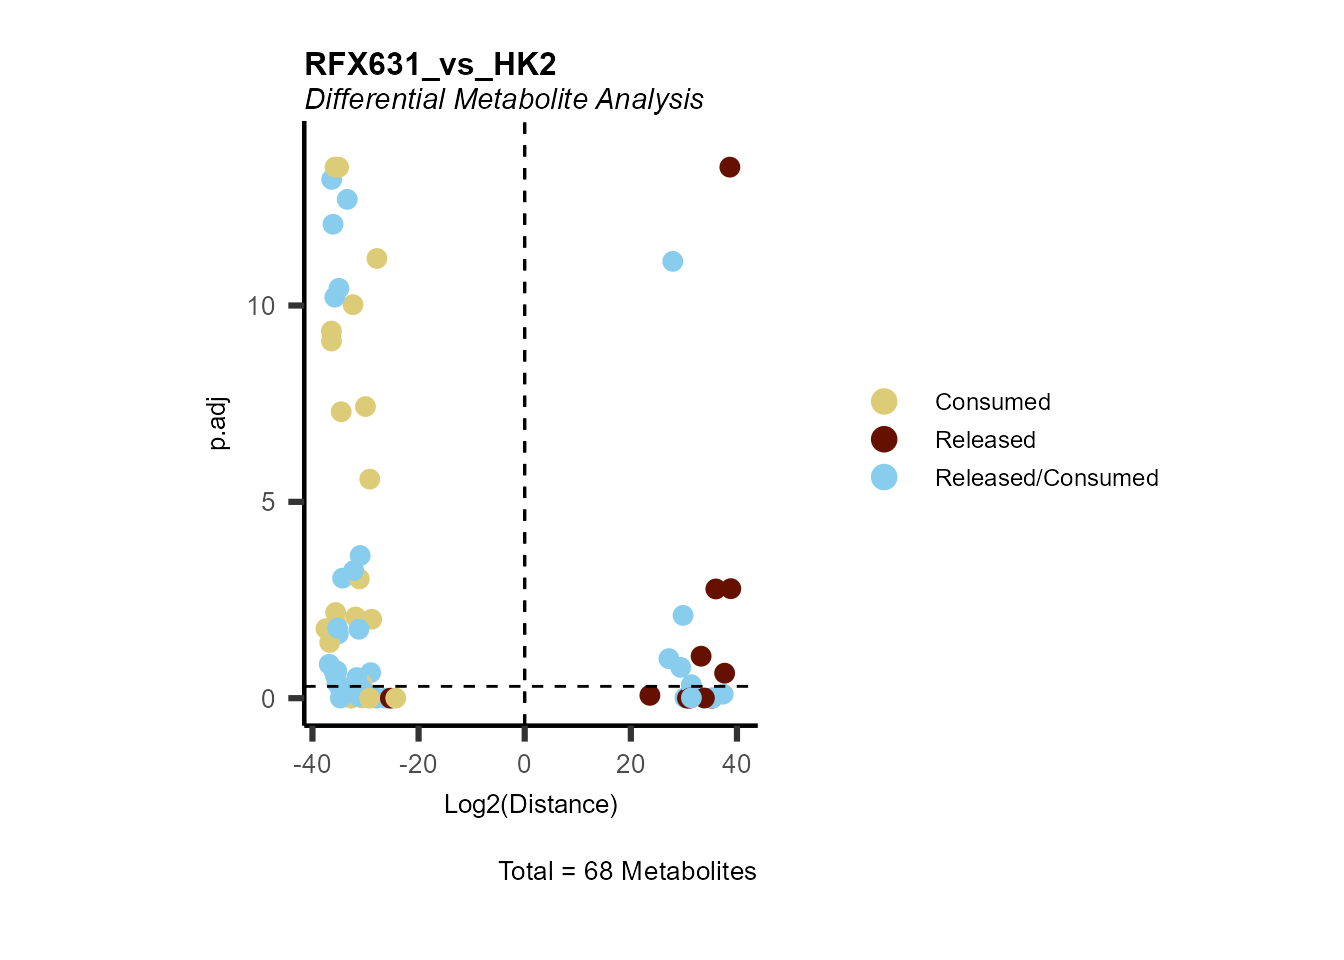 RFX631_vs_HK2
Differential Metabolite Analysis
10
5
0
p.adj
-40
-20
0
20
40
Log2(Distance)
Consumed
Released
Released/Consumed
Total = 68 Metabolites